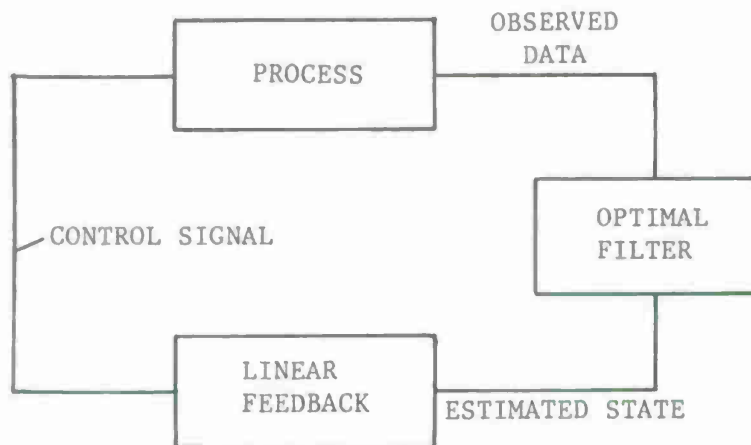 OBSERVED
DATA
PROCESS
OPTIMAL
FILTER
CONTROL SIGNAL
LINEAR
FEEDBACK
ESTIMATED STATE